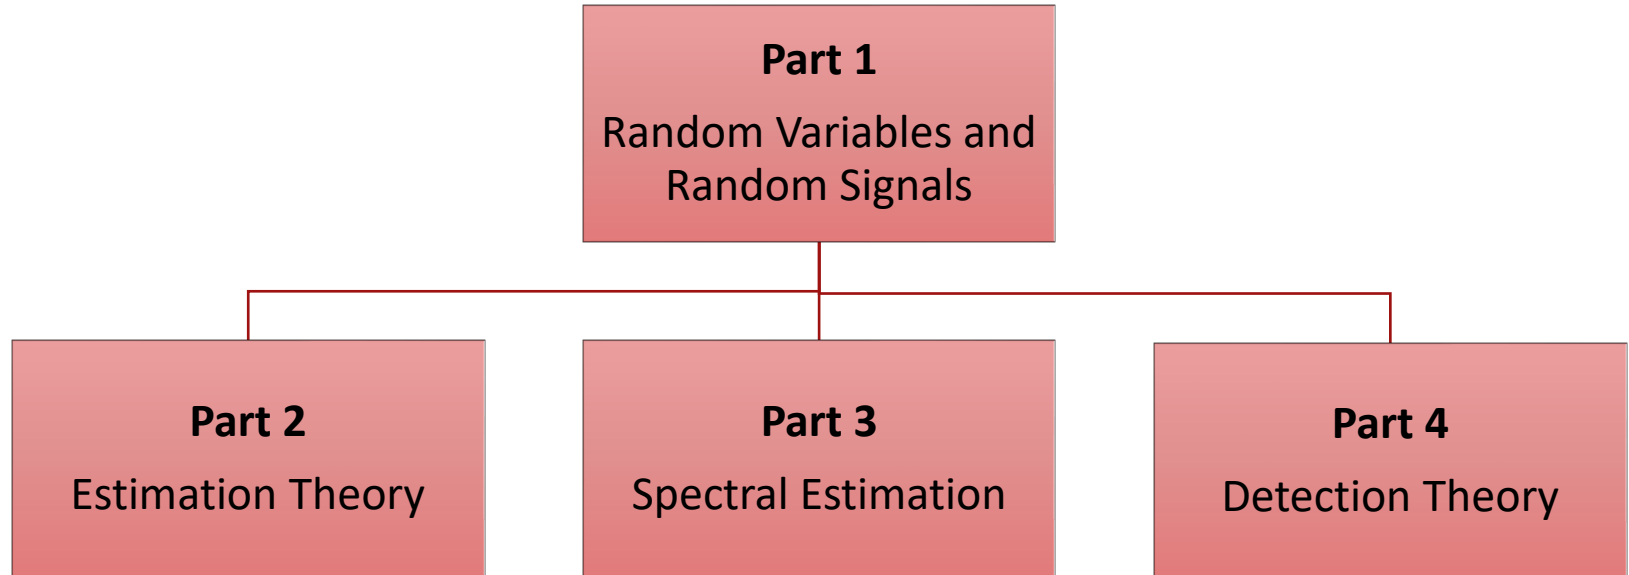 Part 1
Random Variables and
Random Signals
Part 2
Estimation Theory
Part 3
Spectral Estimation
Part 4
Detection Theory